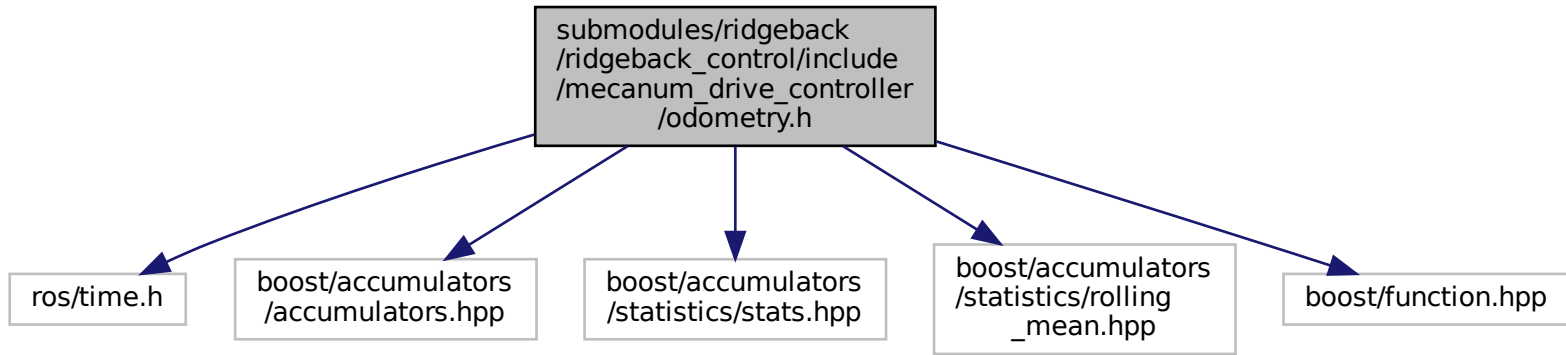 submodules/ridgeback
/ridgeback_control/include
/mecanum_drive_controller
/odometry.h
ros/time.h
boost/accumulators
/accumulators.hpp
boost/accumulators
/statistics/stats.hpp
boost/accumulators
/statistics/rolling
_mean.hpp
boost/function.hpp